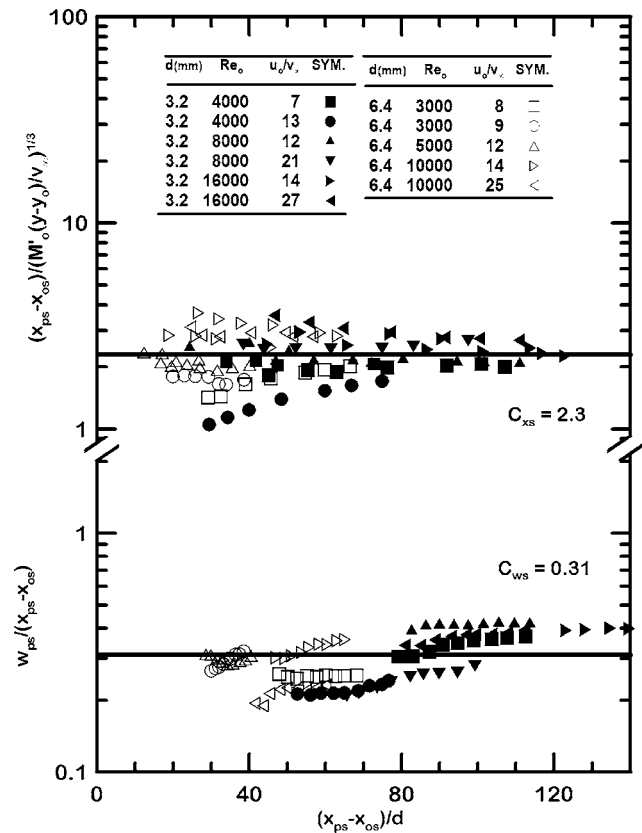 100
d(mm) Re₀ u₀/v∞ SYM.
3.2 4000 7 ■
3.2 4000 13 ●
3.2 8000 12 ▲
3.2 8000 21 ▼
3.2 16000 14 ►
3.2 16000 27 ◄
d(mm) Re₀ u₀/v∞ SYM.
6.4 3000 8 □
6.4 3000 9 ○
6.4 5000 12 △
6.4 10000 14 ▷
6.4 10000 25 ◁
(x_ps-x_os)/(M'_o(y-y_o)/v∞)^1/3
10
1
C_xs = 2.3
w_ps/(x_ps-x_os)
1
C_ws = 0.31
0.1
0 40 80 120
(x_ps-x_os)/d